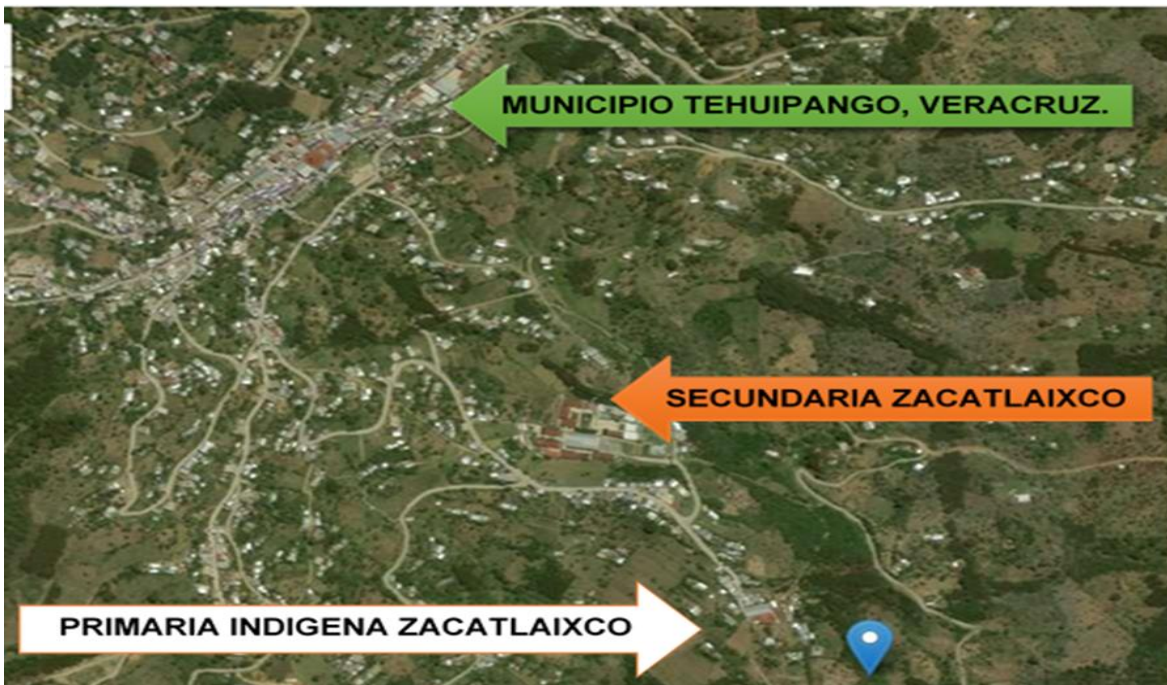 MUNICIPIO TEHUIPANGO, VERACRUZ.
SECUNDARIA ZACATLAIXCO
PRIMARIA INDIGENA ZACATLAIXCO